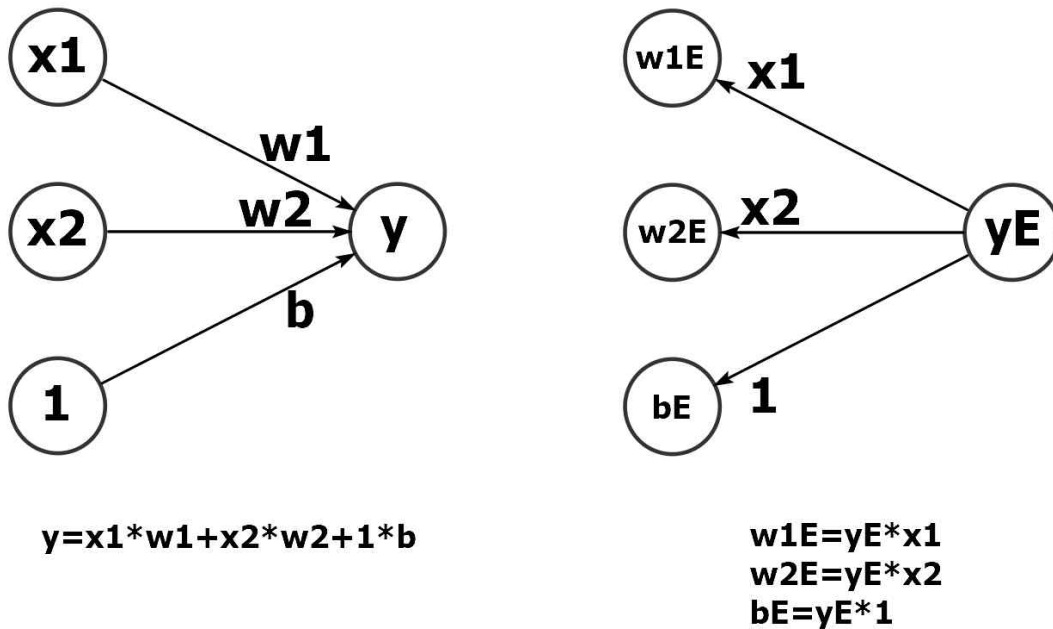 x1
w1
x2
w2
y
b
1
y=x1*w1+x2*w2+1*b
w1E
x1
w2E
x2
yE
bE
1
w1E=yE*x1
w2E=yE*x2
bE=yE*1